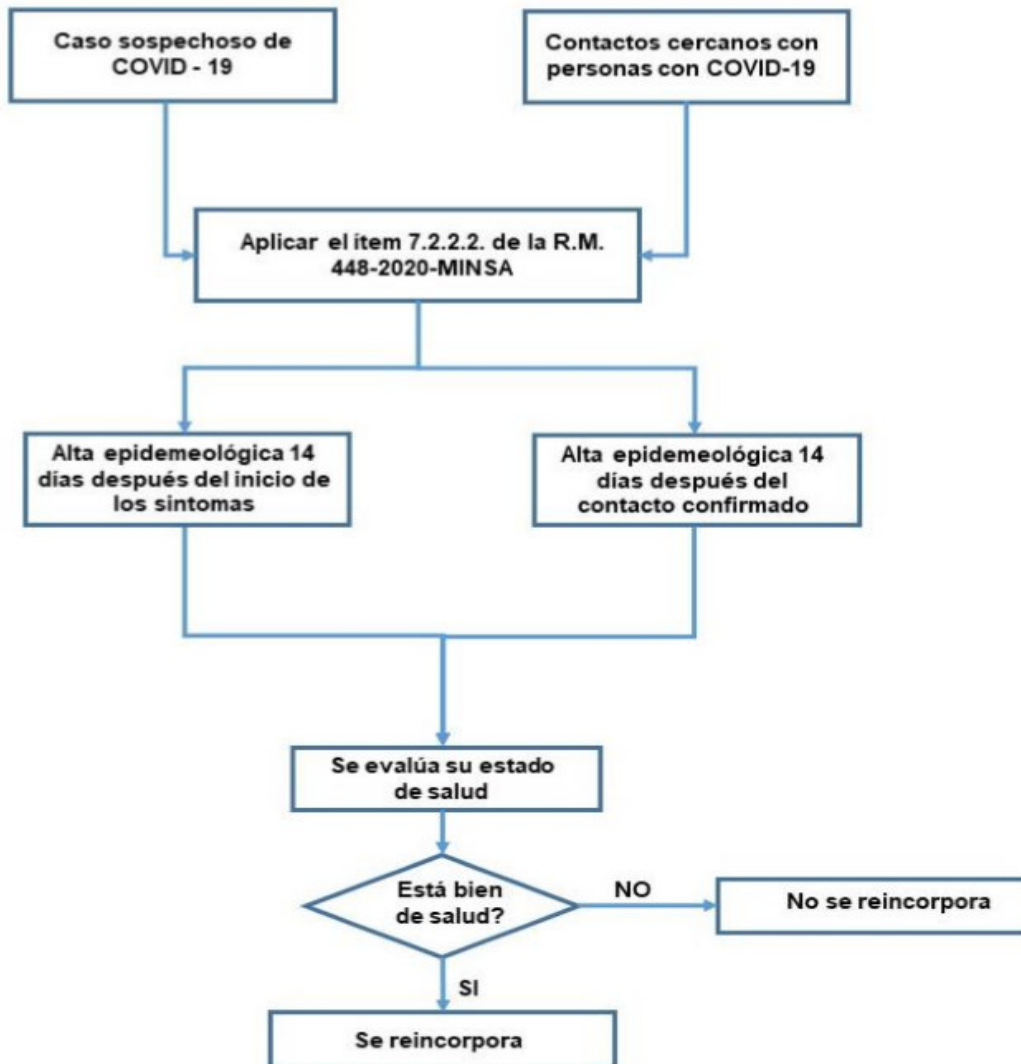 Caso sospechoso de
COVID - 19
Contactos cercanos con
personas con COVID-19
Aplicar el ítem 7.2.2.2. de la R.M.
448-2020-MINSA
Alta epidemeológica 14
días después del inicio de
los sintomas
Alta epidemeológica 14
días después del
contacto confirmado
Se evalúa su estado
de salud
Está bien
de salud?
NO
No se reincorpora
SI
Se reincorpora